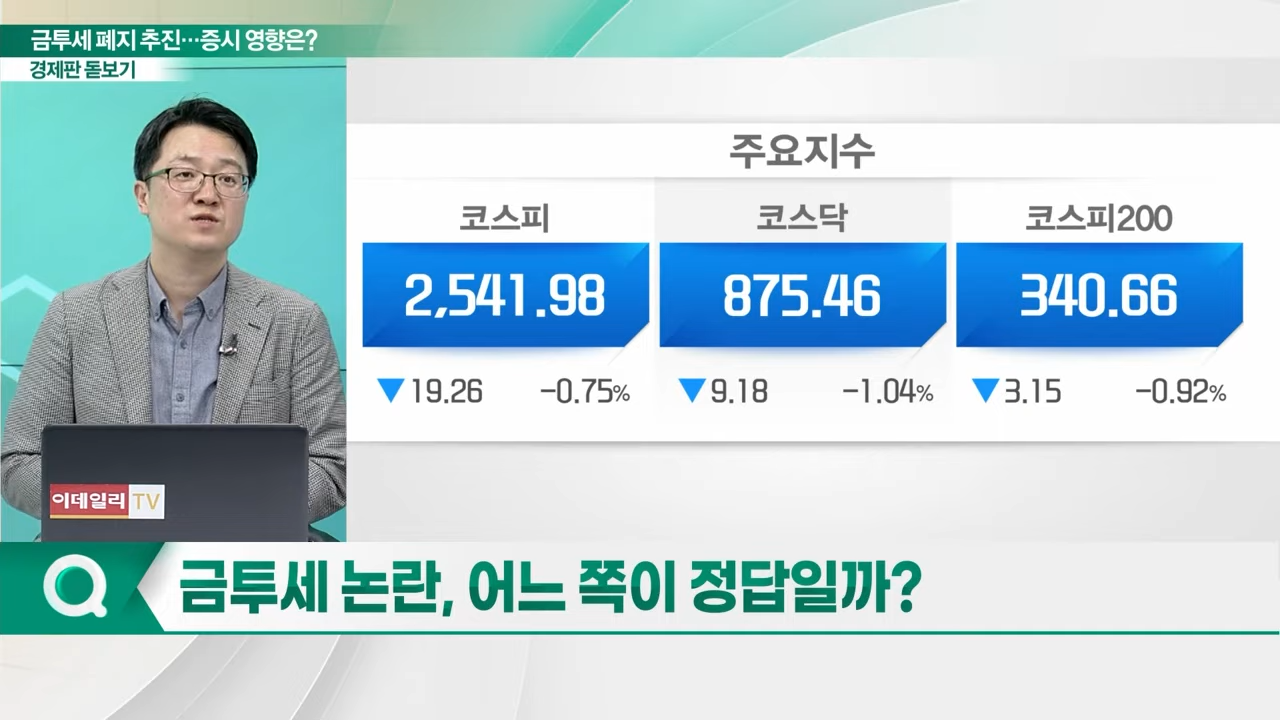 금투세 폐지 추진…증시 영향은?
경제판 돋보기
주요지수
코스피 코스닥 코스피200
2,541.98 875.46 340.66
▼19.26 -0.75% ▼9.18 -1.04% ▼3.15 -0.92%
이데일리 TV
금투세 논란, 어느 쪽이 정답일까?